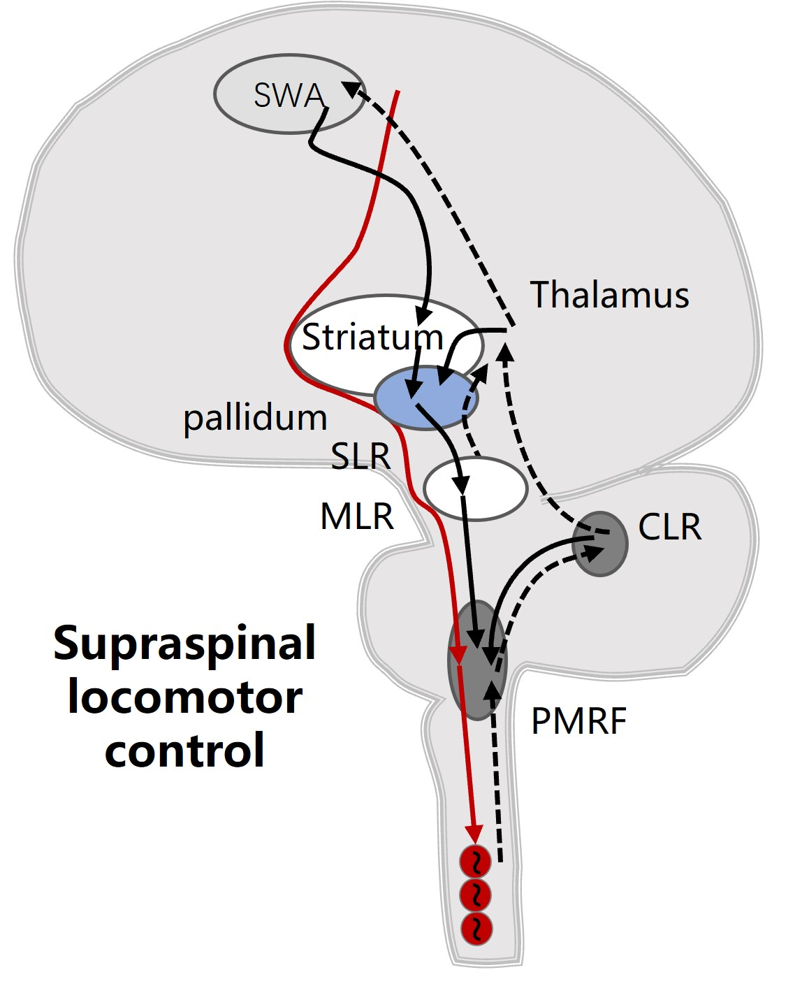 SWA
Thalamus
Striatum
pallidum
SLR
MLR
CLR
Supraspinal
locomotor
control
PMRF